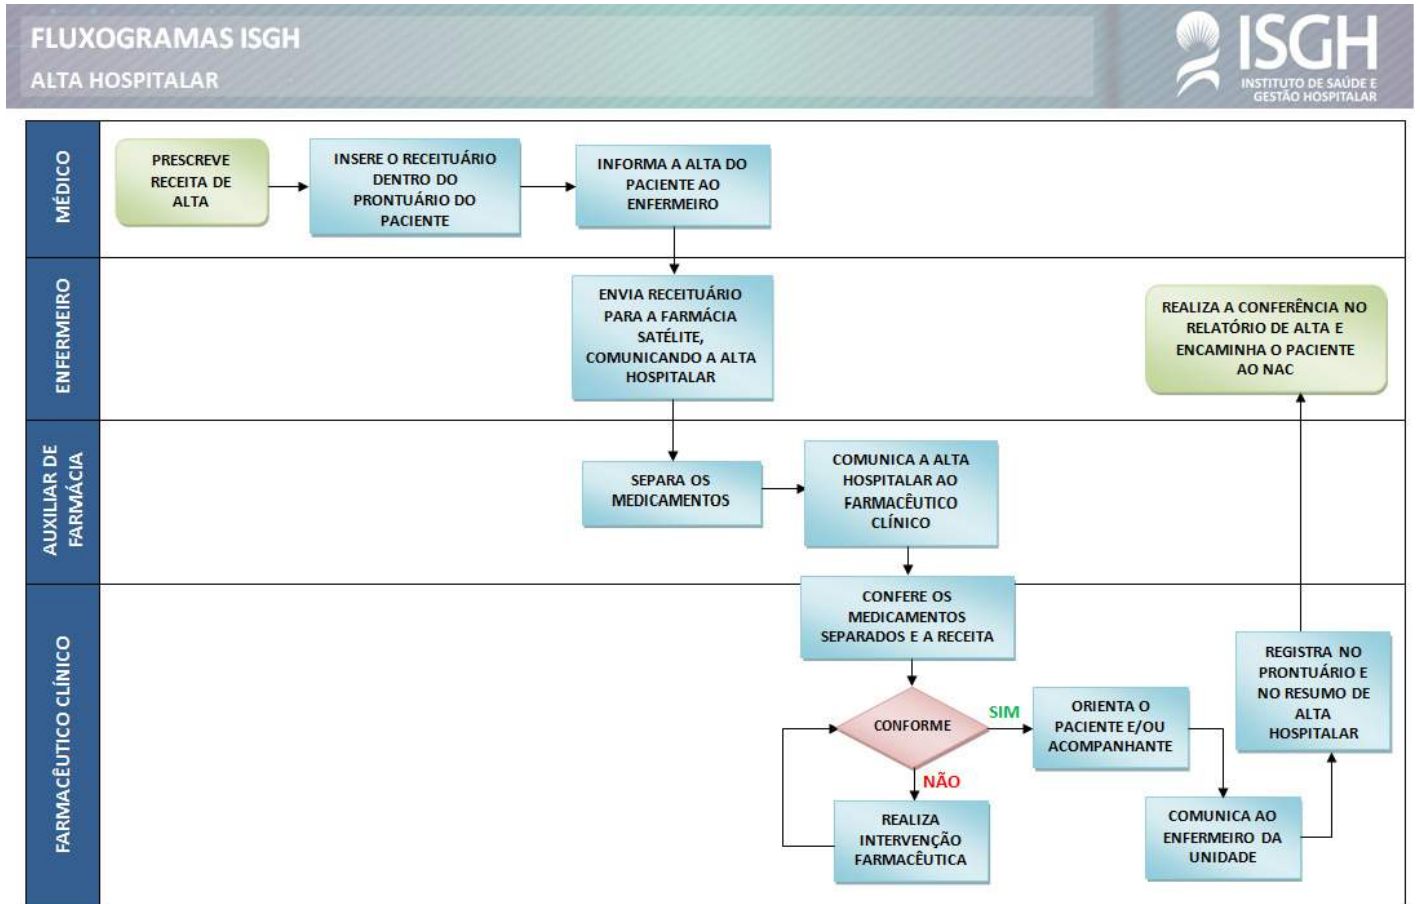 FLUXOGRAMAS ISGH
ALTA HOSPITALAR
ISGH
INSTITUTO DE SAÚDE E
GESTÃO HOSPITALAR
MÉDICO
PRESCREVE
RECEITA DE
ALTA
INSERE O RECEITUÁRIO
DENTRO DO
PRONTUÁRIO DO
PACIENTE
INFORMA A ALTA DO
PACIENTE AO
ENFERMEIRO
ENFERMEIRO
ENVIA RECEITUÁRIO
PARA A FARMÁCIA
SATÉLITE,
COMUNICANDO A ALTA
HOSPITALAR
REALIZA A CONFERÊNCIA NO
RELATÓRIO DE ALTA E
ENCAMINHA O PACIENTE
AO NAC
AUXILIAR DE
FARMÁCIA
SEPARA OS
MEDICAMENTOS
COMUNICA A ALTA
HOSPITALAR AO
FARMACÊUTICO
CLÍNICO
FARMACÊUTICO CLÍNICO
CONFERE OS
MEDICAMENTOS
SEPARADOS E A RECEITA
CONFORME
SIM
NÃO
ORIENTA O
PACIENTE E/OU
ACOMPANHANTE
REALIZA
INTERVENÇÃO
FARMACÊUTICA
COMUNICA AO
ENFERMEIRO DA
UNIDADE
REGISTRA NO
PRONTUÁRIO E
NO RESUMO DE
ALTA
HOSPITALAR